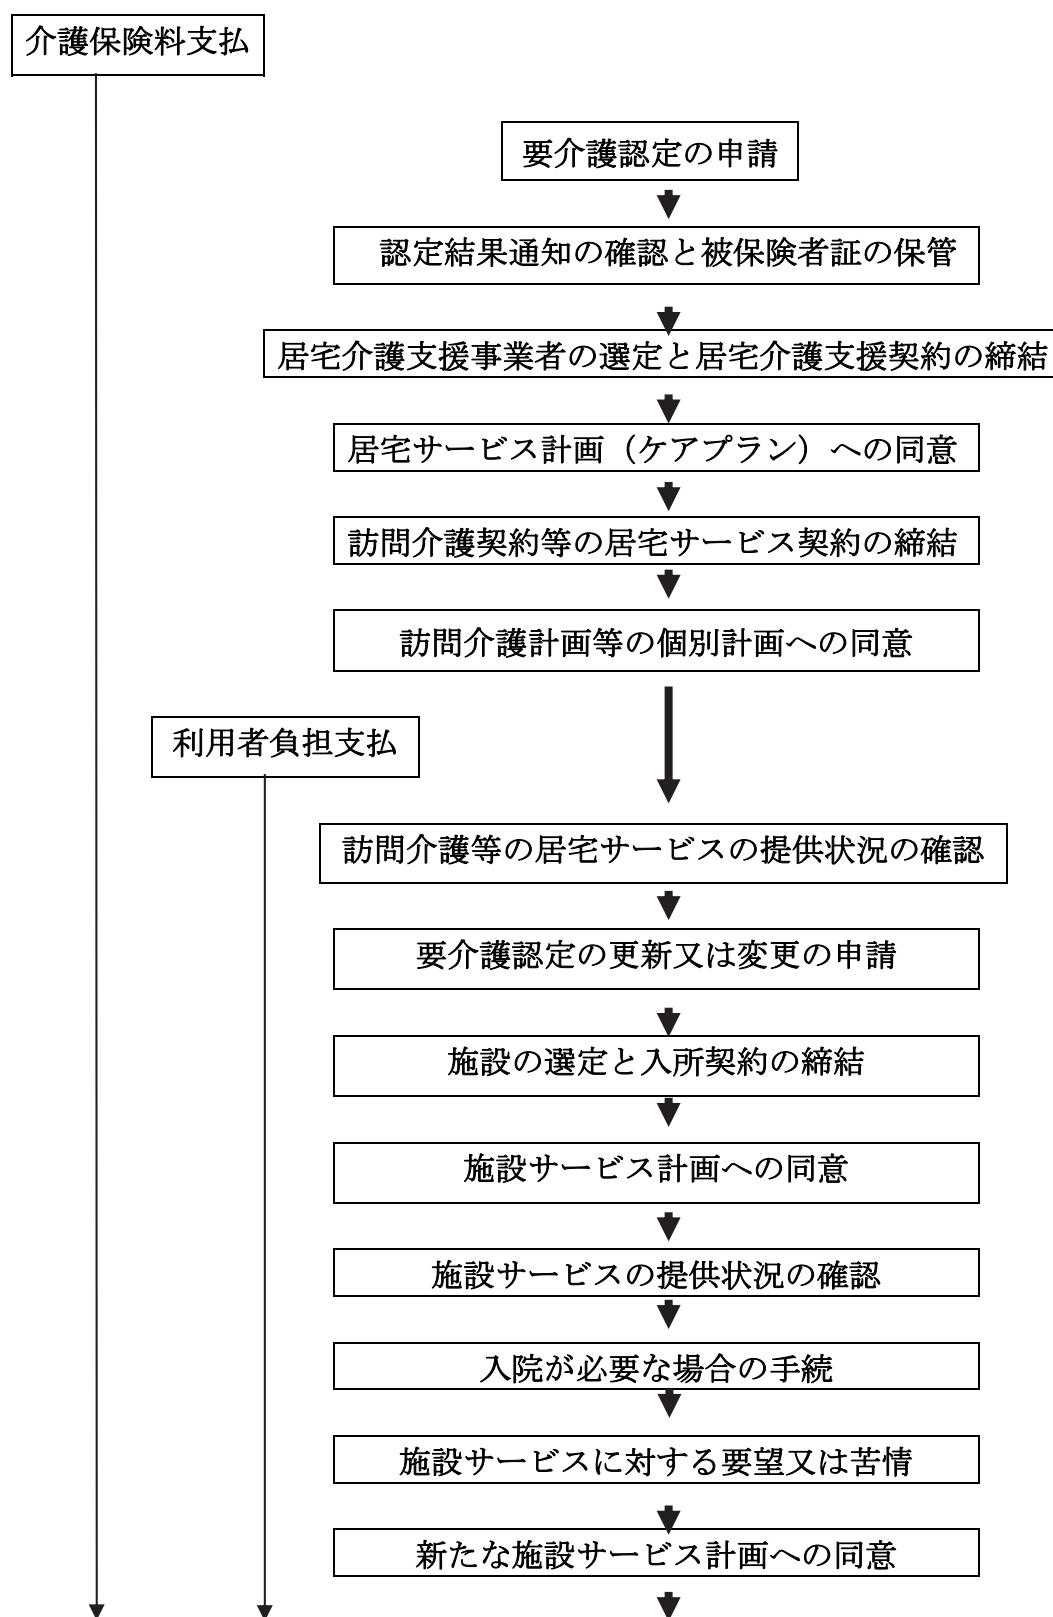 介護保険料支払
要介護認定の申請
認定結果通知の確認と被保険者証の保管
居宅介護支援事業者の選定と居宅介護支援契約の締結
居宅サービス計画（ケアプラン）への同意
訪問介護契約等の居宅サービス契約の締結
訪問介護計画等の個別計画への同意
利用者負担支払
訪問介護等の居宅サービスの提供状況の確認
要介護認定の更新又は変更の申請
施設の選定と入所契約の締結
施設サービス計画への同意
施設サービスの提供状況の確認
入院が必要な場合の手続
施設サービスに対する要望又は苦情
新たな施設サービス計画への同意